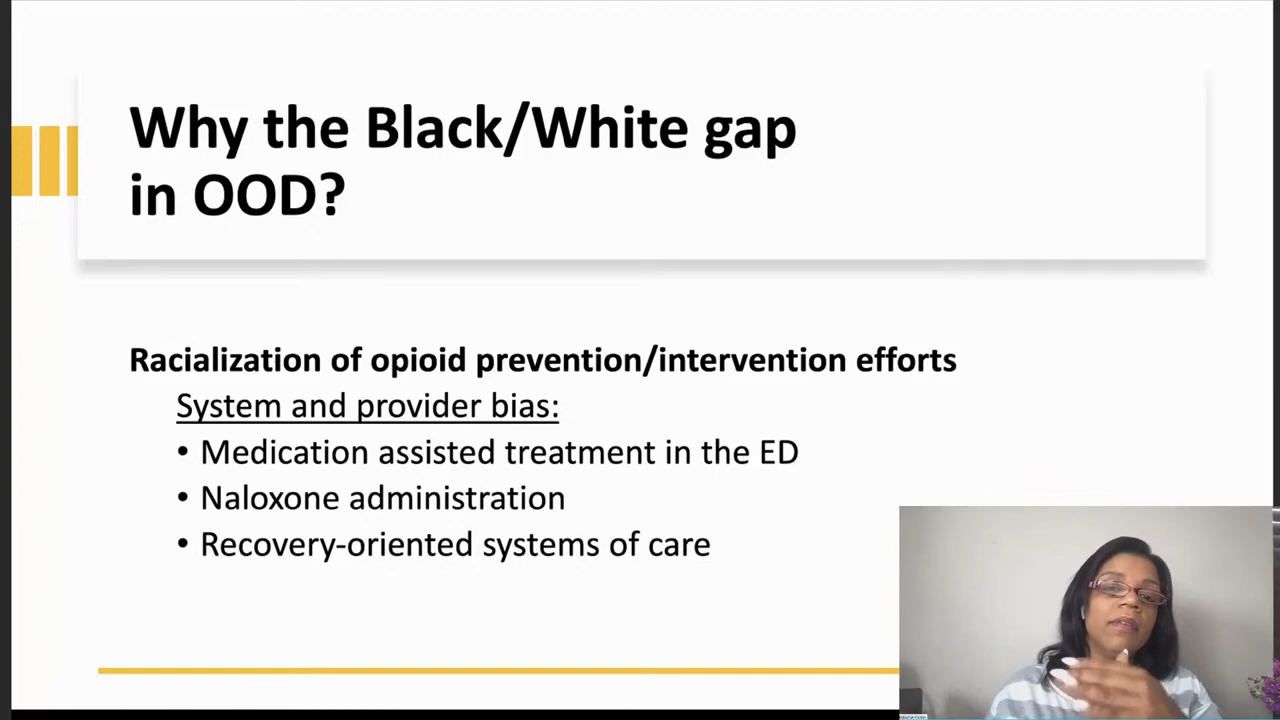 Why the Black/White gap
in OOD?
Racialization of opioid prevention/intervention efforts
System and provider bias:
• Medication assisted treatment in the ED
• Naloxone administration
• Recovery-oriented systems of care